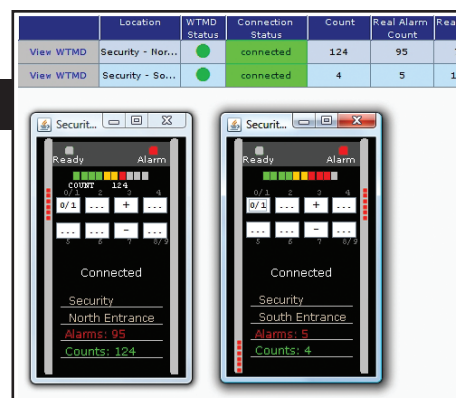 Location WTMD Status Connection Status Count Real Alarm Count Rea
View WTMD Security - Nor... connected 124 95
View WTMD Security - So... connected 4 5 1
Securit... Securit...
Ready Alarm Ready Alarm
COUNT 124
0/1 2 3 4 0/1 2 3 4
0/1 ... + ... 0/1 ... + ...
... ... - ... ... ... - ...
5 6 7 8/9 5 6 7 8/9
Connected Connected
Security Security
North Entrance South Entrance
Alarms: 95 Alarms: 5
Counts: 124 Counts: 4